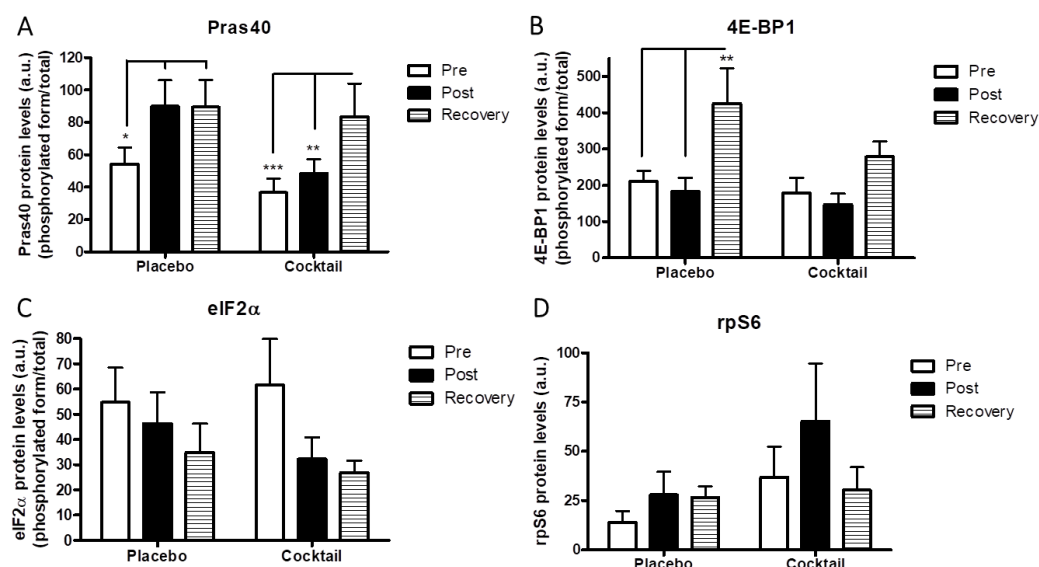 A
Pras40
Pras40 protein levels (a.u.)
(phosphorylated form/total)
120
100
80
60
40
20
0
*
***
**
Placebo
Cocktail
Pre
Post
Recovery
B
4E-BP1
4E-BP1 protein levels (a.u.)
(phosphorylated form/total)
500
400
300
200
100
0
**
Placebo
Cocktail
Pre
Post
Recovery
C
eIF2α
eIF2α protein levels (a.u.)
(phosphorylated form/total)
80
70
60
50
40
30
20
10
0
Placebo
Cocktail
Pre
Post
Recovery
D
rpS6
rpS6 protein levels (a.u.)
100
75
50
25
0
Placebo
Cocktail
Pre
Post
Recovery